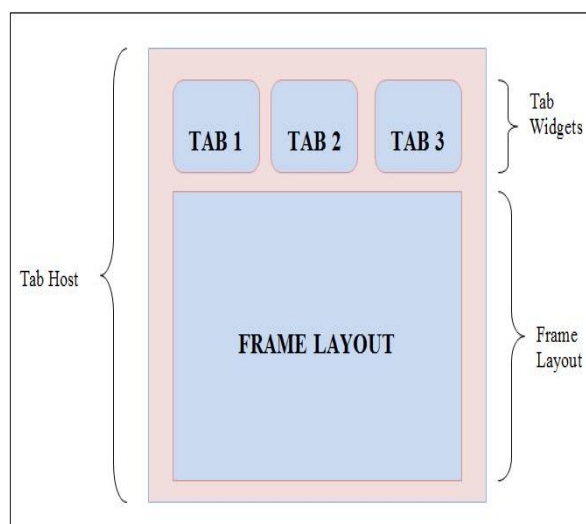 Tab
Widgets
TAB 1
TAB 2
TAB 3
Tab Host
FRAME LAYOUT
Frame
Layout